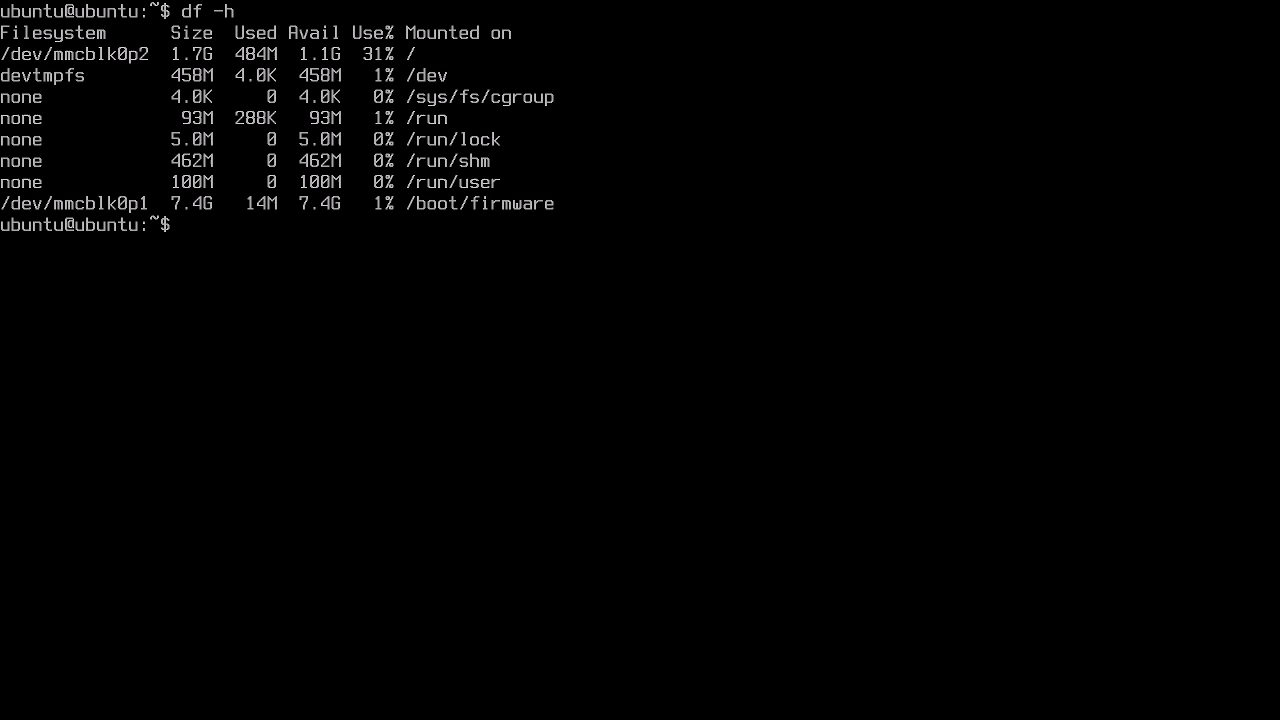 ubuntu@ubuntu:~$ df -h
Filesystem      Size  Used Avail Use% Mounted on
/dev/mmcblk0p2  1.7G  484M  1.1G  31% /
devtmpfs        458M  4.0K  458M   1% /dev
none            4.0K     0  4.0K   0% /sys/fs/cgroup
none             93M  288K   93M   1% /run
none            5.0M     0  5.0M   0% /run/lock
none            462M     0  462M   0% /run/shm
none            100M     0  100M   0% /run/user
/dev/mmcblk0p1  7.4G   14M  7.4G   1% /boot/firmware
ubuntu@ubuntu:~$